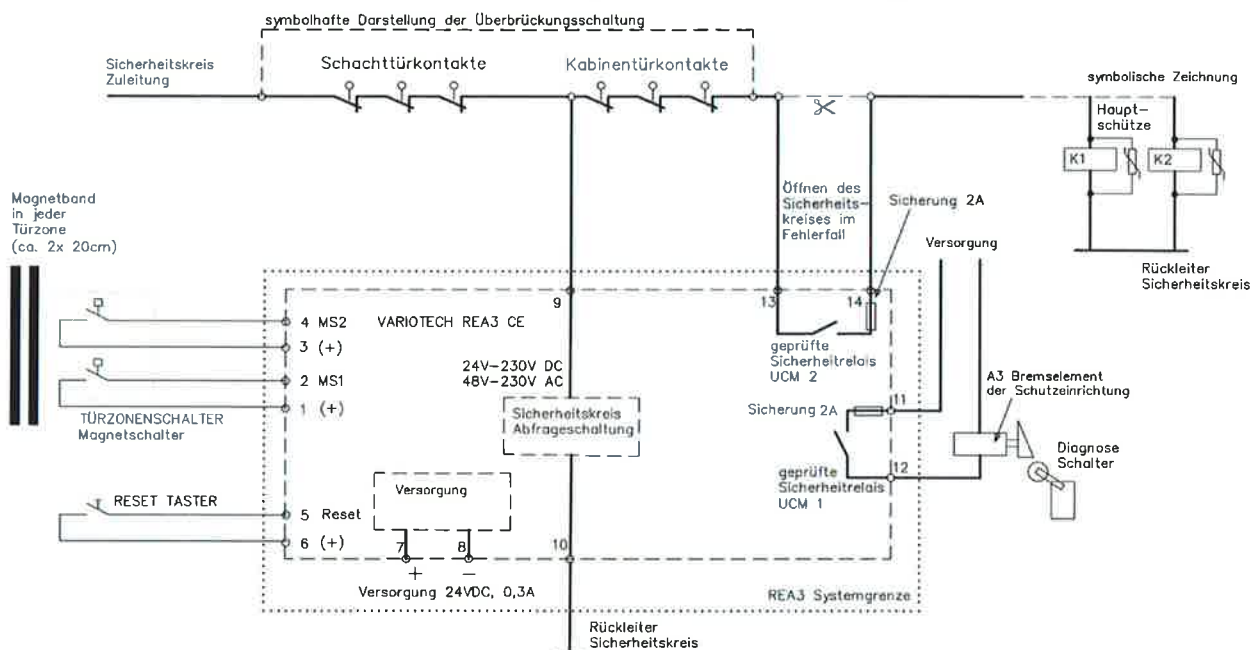 symbolhafte Darstellung der Überbrückungsschaltung
Sicherheitskreis
Zuleitung
Schachttürkontakte
Kabinentürkontakte
symbolische Zeichnung
Haupt-
schütze
K1
K2
Magnetband
in jeder
Türzone
(ca. 2x 20cm)
Öffnen des
Sicherheits-
kreises im
Fehlerfall
Sicherung 2A
Versorgung
Rückleiter
Sicherheitskreis
9
13
14
4 MS2
VARIOTECH REA3 CE
3 (+)
2 MS1
1 (+)
24V-230V DC
48V-230V AC
geprüfte
Sicherheitrelais
UCM 2
A3 Bremselement
der Schutzeinrichtung
TÜRZONENSCHALTER
Magnetschalter
Sicherheitskreis
Abfrageschaltung
Sicherung 2A
11
12
Diagnose
Schalter
geprüfte
Sicherheitrelais
UCM 1
Versorgung
RESET TASTER
5 Reset
6 (+)
7
8
10
+
−
Versorgung 24VDC, 0,3A
REA3 Systemgrenze
Rückleiter
Sicherheitskreis